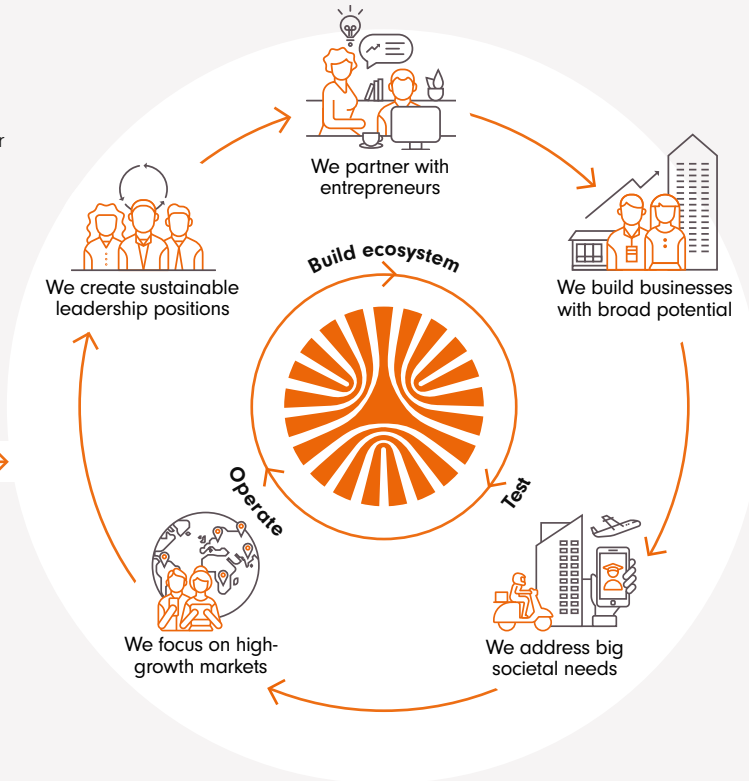 r
We partner with
entrepreneurs
We build businesses
with broad potential
We address big
societal needs
We focus on high-
growth markets
We create sustainable
leadership positions
Build ecosystem
Test
Operate